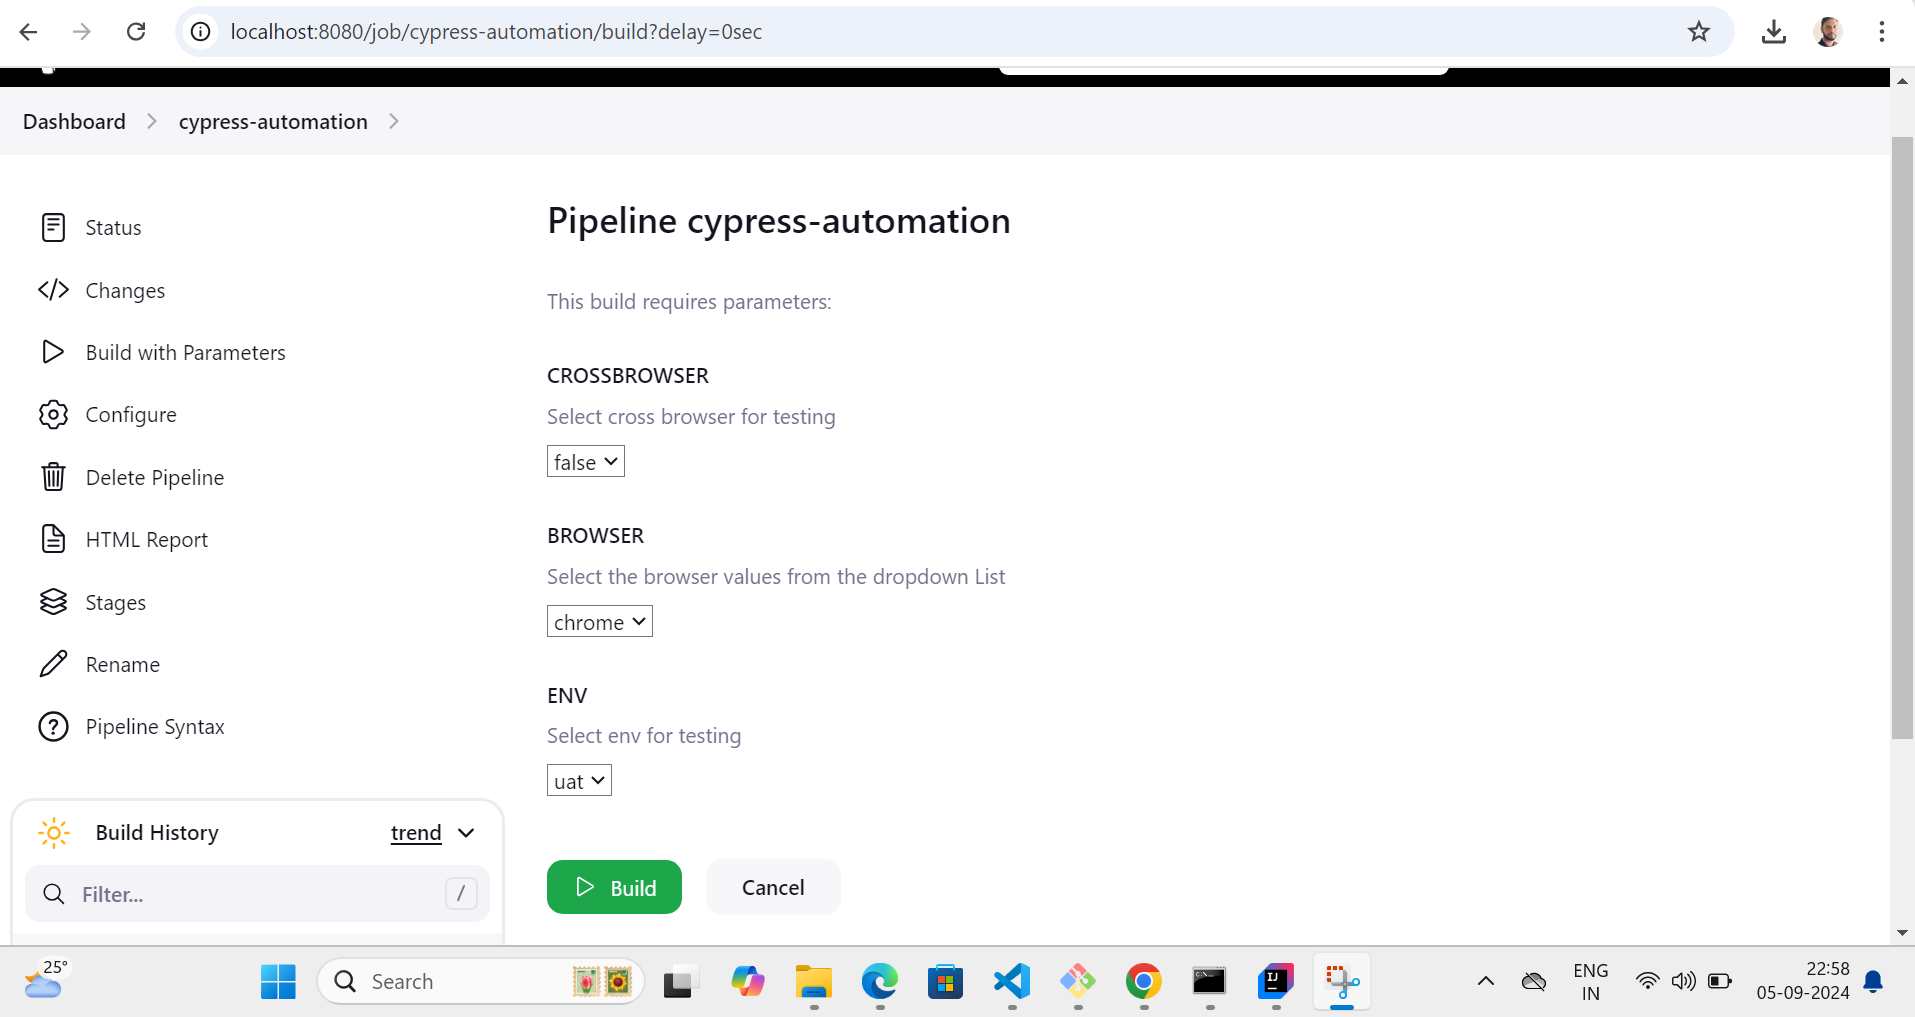 localhost:8080/job/cypress-automation/build?delay=0sec
Dashboard
cypress-automation
Status
Changes
Build with Parameters
Configure
Delete Pipeline
HTML Report
Stages
Rename
Pipeline Syntax
Build History
trend
Filter...
/
Pipeline cypress-automation
This build requires parameters:
CROSSBROWSER
Select cross browser for testing
false
BROWSER
Select the browser values from the dropdown List
chrome
ENV
Select env for testing
uat
Build
Cancel
25°
Search
ENG
IN
22:58
05-09-2024